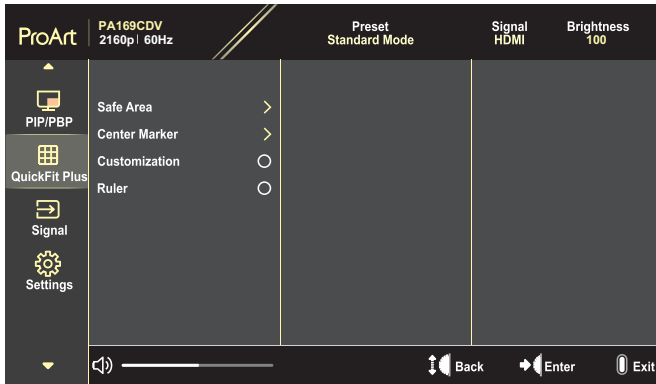 ProArt
PA169CDV
2160p| 60Hz
Preset
Standard Mode
Signal
HDMI
Brightness
100
PIP/PBP
QuickFit Plus
Signal
Settings
Safe Area
Center Marker
Customization
Ruler
Back
Enter
Exit